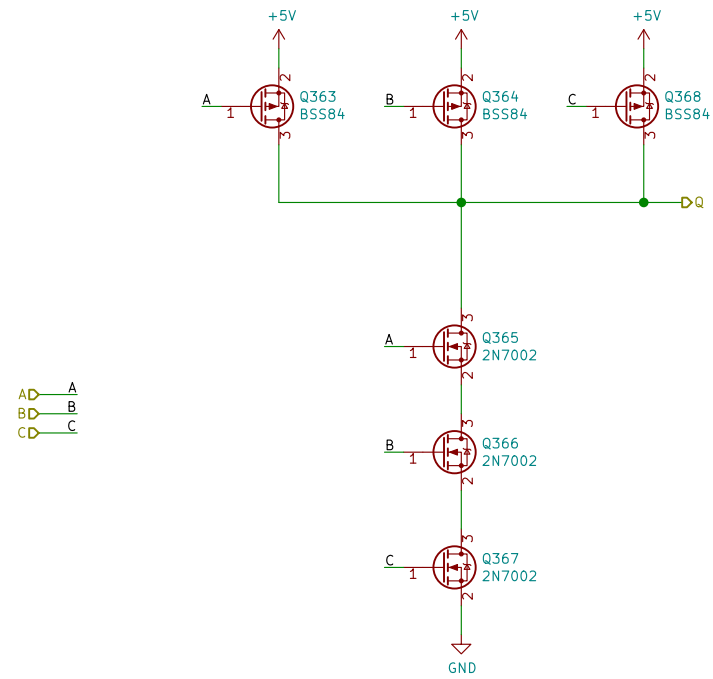 +5V +5V +5V
2 2 2
A 1 Q363 B 1 Q364 C 1 Q368
BSS84 BSS84 BSS84
3 3 3
Q
3
A 1 Q365
2N7002
2
A A
B B
C C
3
B 1 Q366
2N7002
2
3
C 1 Q367
2N7002
2
GND